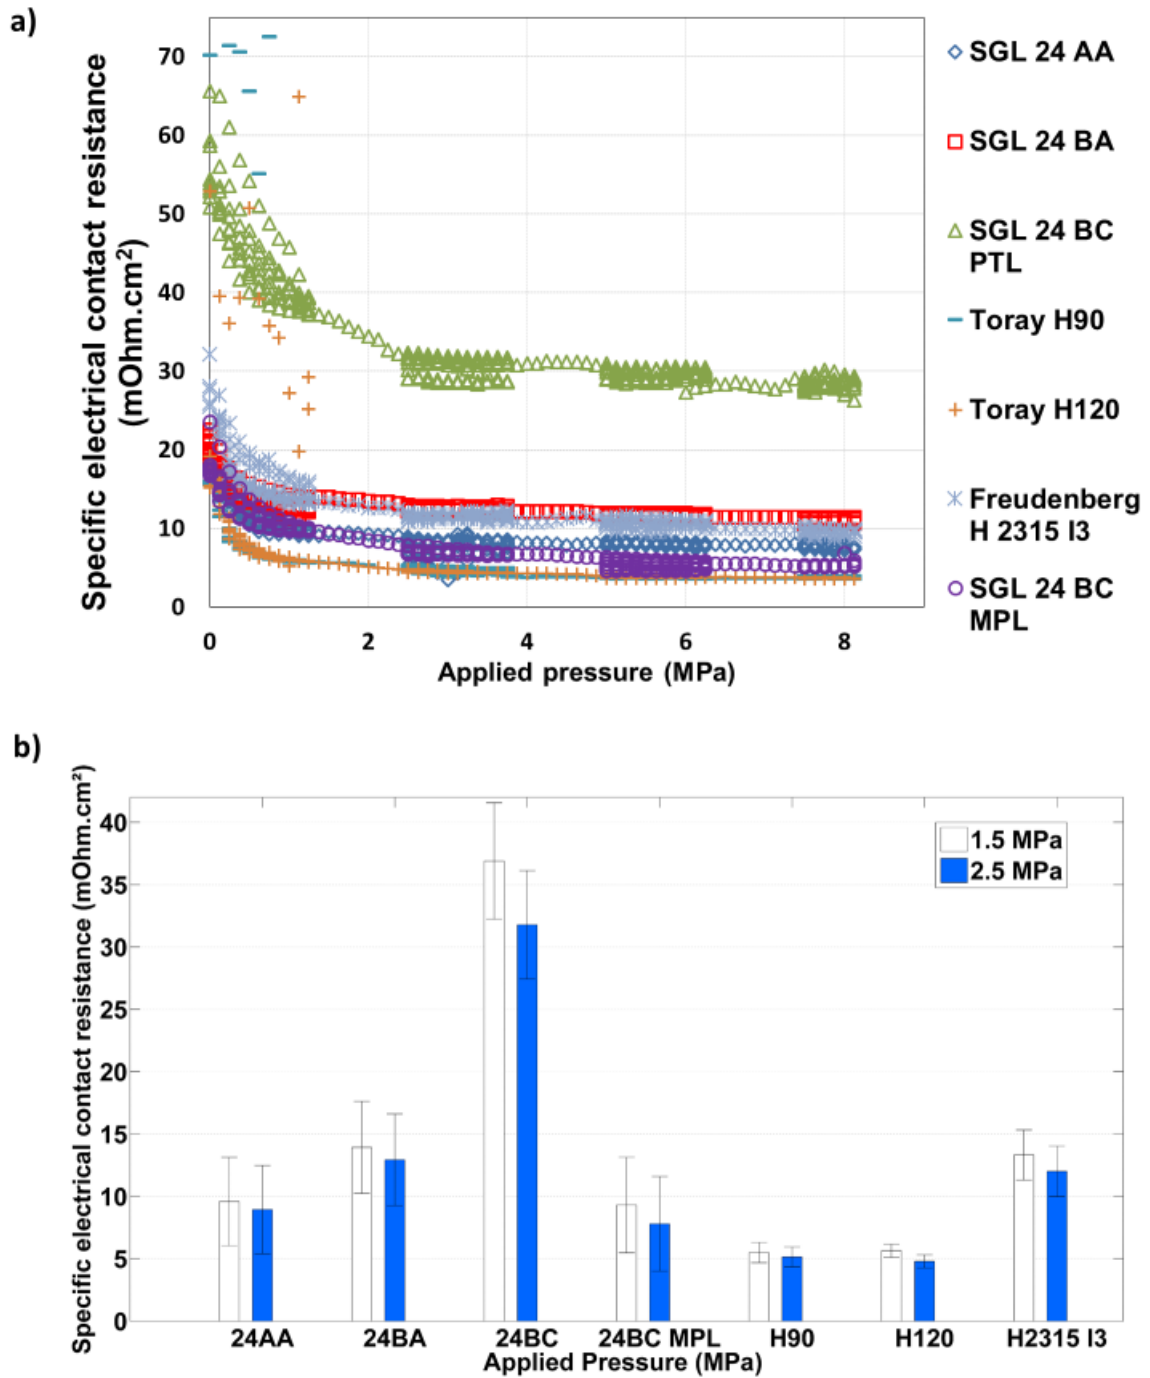 a)
Specific electrical contact resistance
(mOhm.cm²)
70
60
50
40
30
20
10
0
0 2 4 6 8
Applied pressure (MPa)
SGL 24 AA
SGL 24 BA
SGL 24 BC
PTL
Toray H90
Toray H120
Freudenberg
H 2315 I3
SGL 24 BC
MPL
b)
Specific electrical contact resistance (mOhm.cm²)
40
35
30
25
20
15
10
5
0
1.5 MPa
2.5 MPa
24AA 24BA 24BC 24BC MPL H90 H120 H2315 I3
Applied Pressure (MPa)